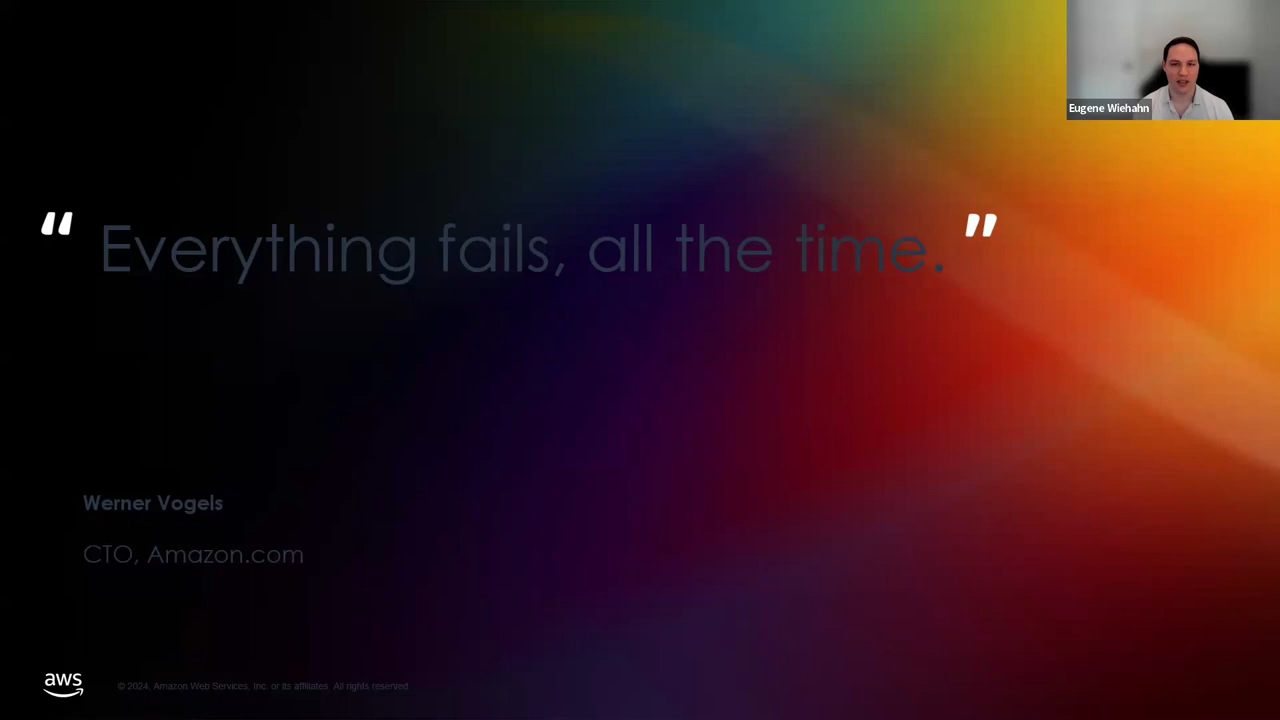 Eugene Wiehahn
“ Everything fails, all the time. ”
Werner Vogels
CTO, Amazon.com
aws
© 2024, Amazon Web Services, Inc. or its affiliates. All rights reserved.